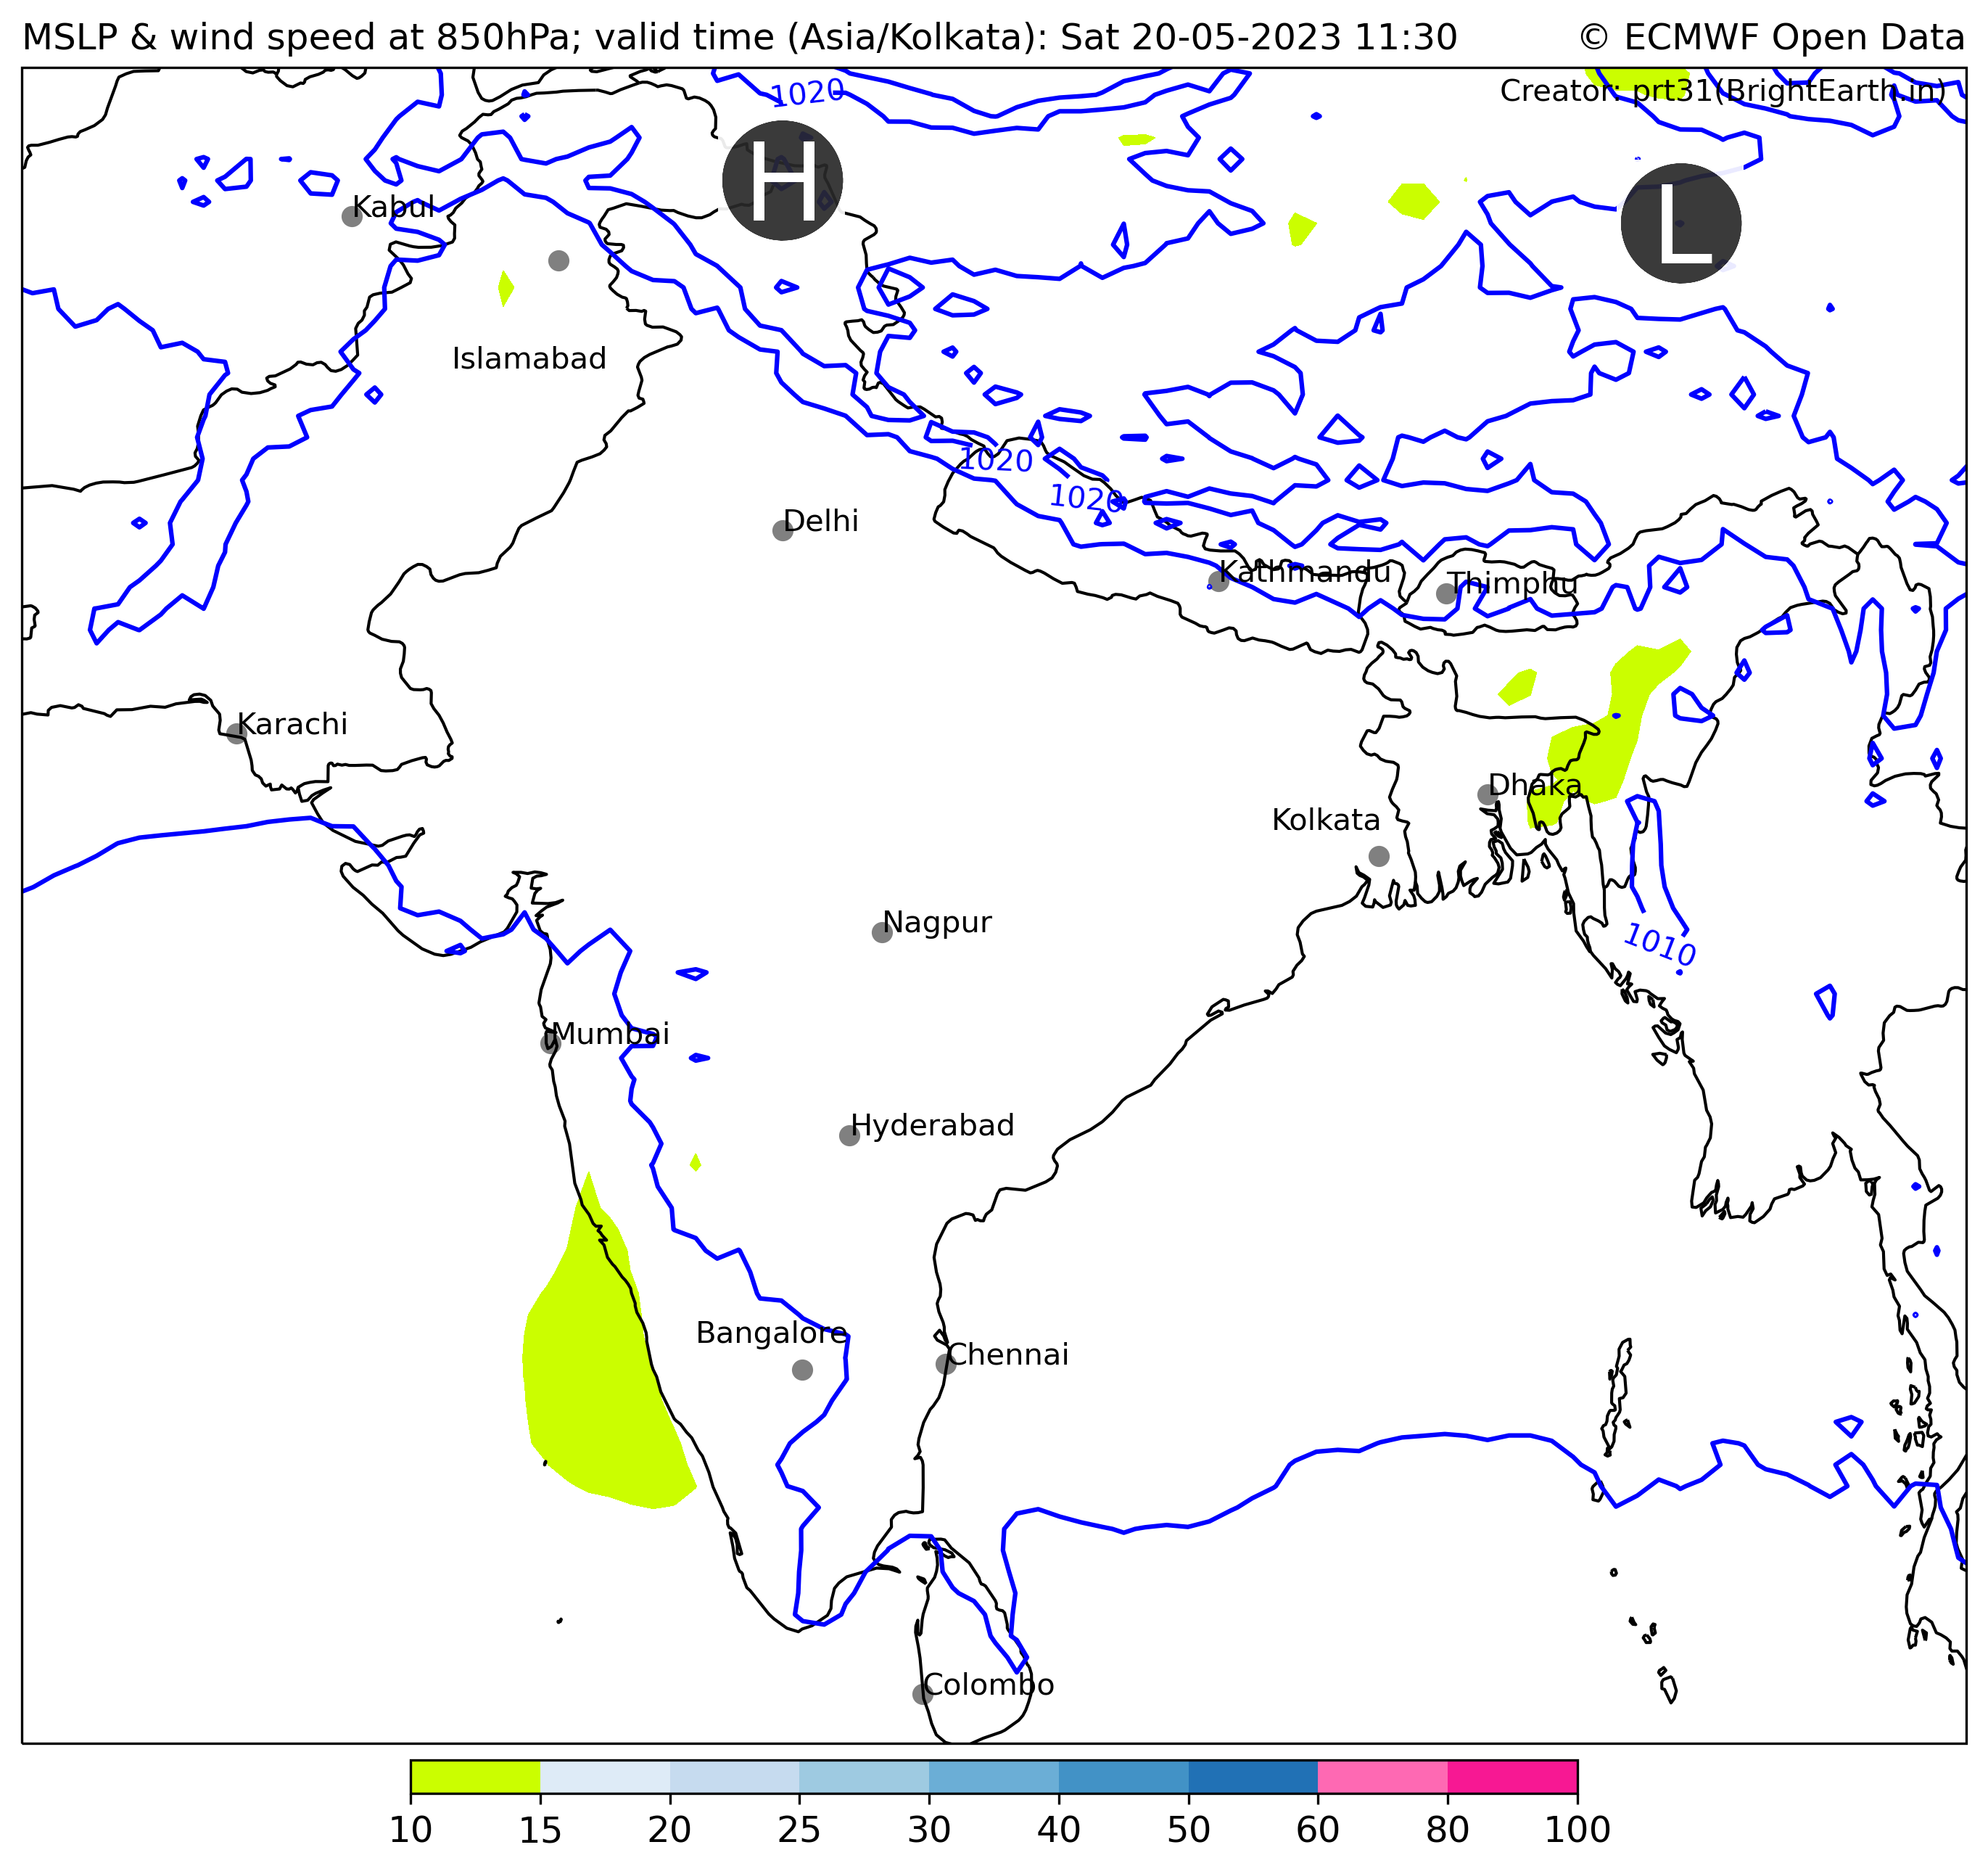 MSLP & wind speed at 850hPa; valid time (Asia/Kolkata): Sat 20-05-2023 11:30
© ECMWF Open Data
Creator: prt31(BrightEarth.in)
1020
H
L
Kabul
Islamabad
1020
1020
Delhi
Kathmandu
Thimphu
Karachi
Dhaka
Kolkata
Nagpur
1010
Mumbai
Hyderabad
Bangalore
Chennai
Colombo
10 15 20 25 30 40 50 60 80 100